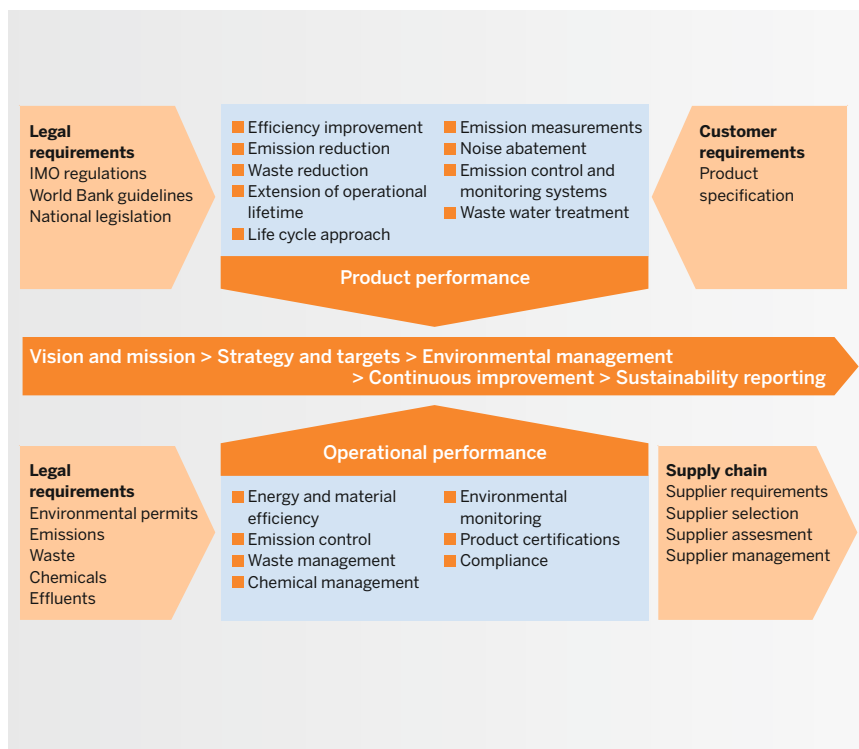 Legal
requirements
IMO regulations
World Bank guidelines
National legislation
Efficiency improvement
Emission reduction
Waste reduction
Extension of operational
lifetime
Life cycle approach
Emission measurements
Noise abatement
Emission control and
monitoring systems
Waste water treatment
Customer
requirements
Product
specification
Product performance
Vision and mission > Strategy and targets > Environmental management
> Continuous improvement > Sustainability reporting
Operational performance
Legal
requirements
Environmental permits
Emissions
Waste
Chemicals
Effluents
Energy and material
efficiency
Emission control
Waste management
Chemical management
Environmental
monitoring
Product certifications
Compliance
Supply chain
Supplier requirements
Supplier selection
Supplier assesment
Supplier management